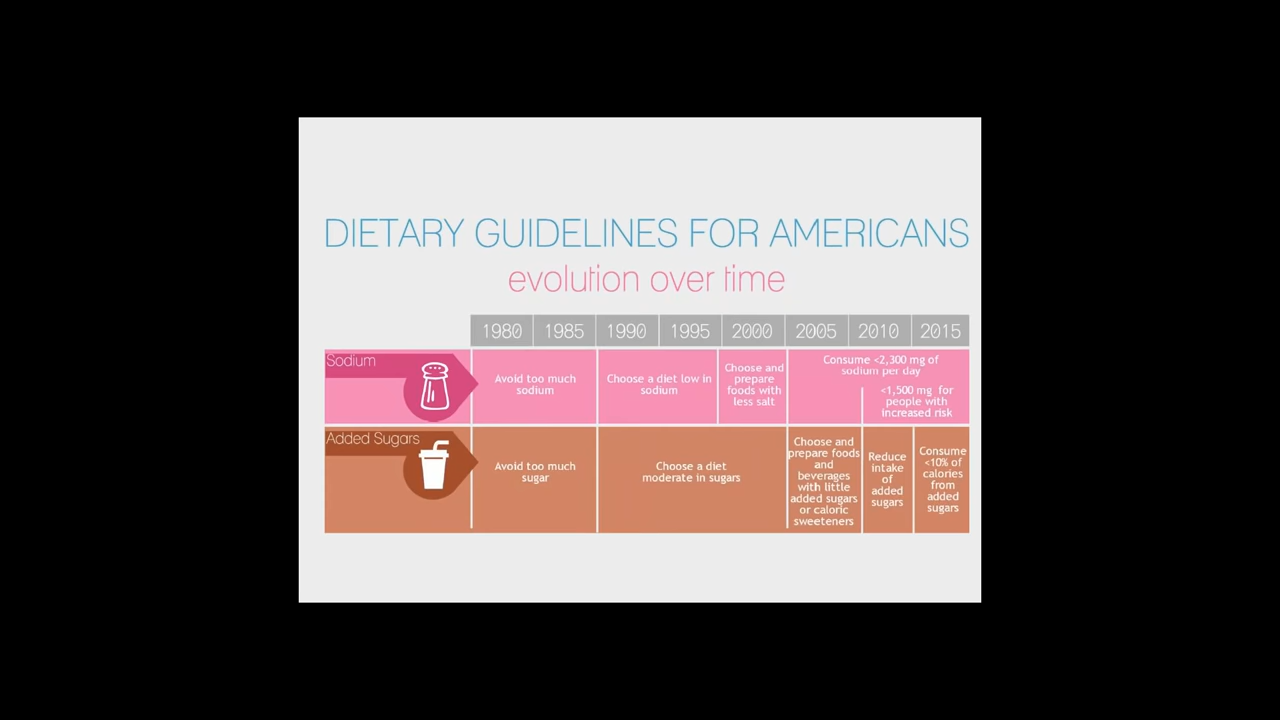 DIETARY GUIDELINES FOR AMERICANS
evolution over time
1980 1985 1990 1995 2000 2005 2010 2015
Sodium
Avoid too much
sodium
Choose a diet low in
sodium
Choose and
prepare
foods with
less salt
Consume <2,300 mg of
sodium per day
<1,500 mg for
people with
increased risk
Added Sugars
Avoid too much
sugar
Choose a diet
moderate in sugars
Choose and
prepare foods
and
beverages
with little
added sugars
or caloric
sweeteners
Reduce
intake
of
added
sugars
Consume
<10% of
calories
from
added
sugars